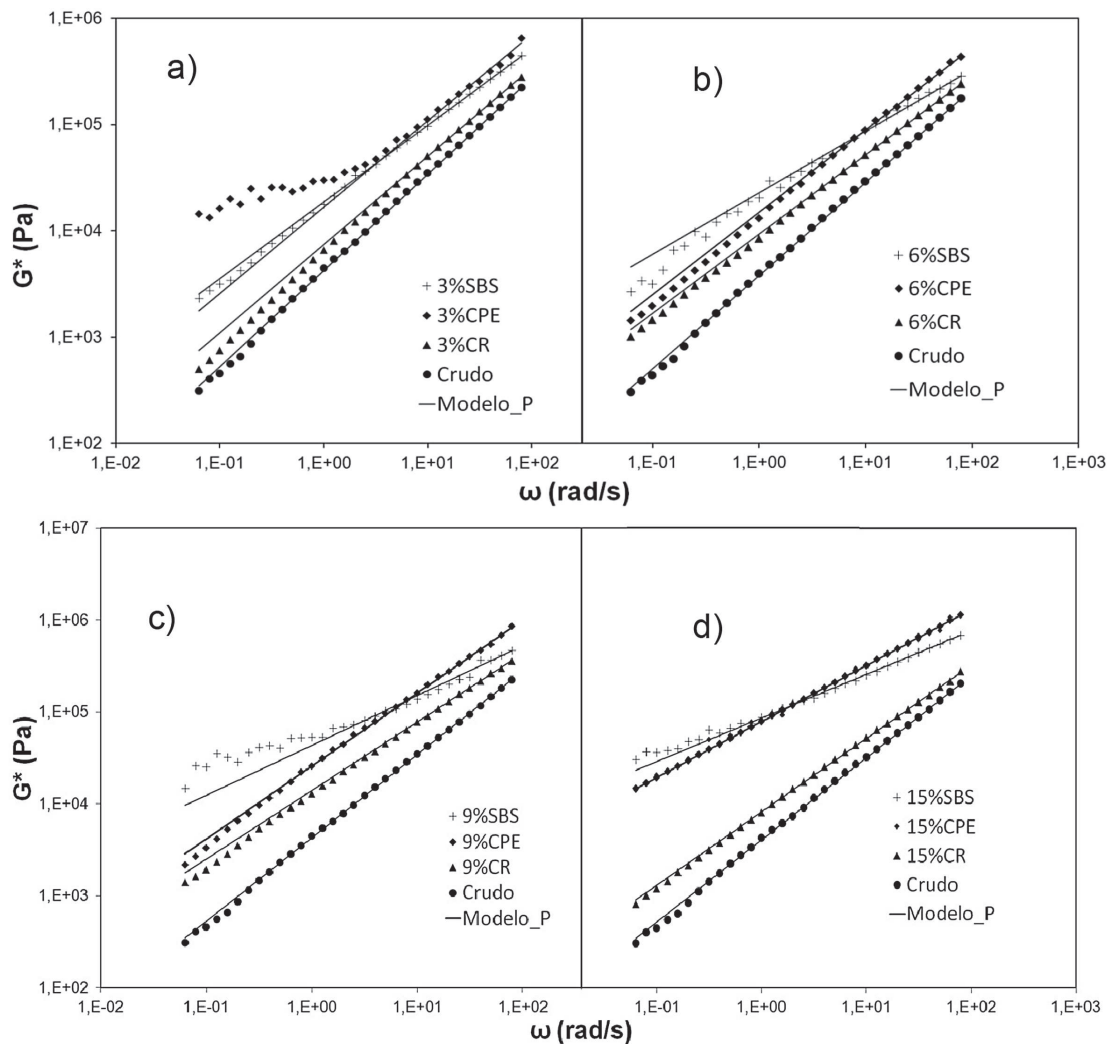 1,E+06
1,E+05
1,E+04
1,E+03
1,E+02
G* (Pa)
a)
+ 3%SBS
◆ 3%CPE
▲ 3%CR
● Crudo
— Modelo_P
b)
+ 6%SBS
◆ 6%CPE
▲ 6%CR
● Crudo
— Modelo_P
1,E-02 1,E-01 1,E+00 1,E+01 1,E+02
1,E-01 1,E+00 1,E+01 1,E+02 1,E+03
ω (rad/s) ω (rad/s)
1,E+07
1,E+06
1,E+05
1,E+04
1,E+03
1,E+02
G* (Pa)
c)
+ 9%SBS
◆ 9%CPE
▲ 9%CR
● Crudo
— Modelo_P
d)
+ 15%SBS
◆ 15%CPE
▲ 15%CR
● Crudo
— Modelo_P
1,E-02 1,E-01 1,E+00 1,E+01 1,E+02
1,E-01 1,E+00 1,E+01 1,E+02 1,E+03
ω (rad/s) ω (rad/s)